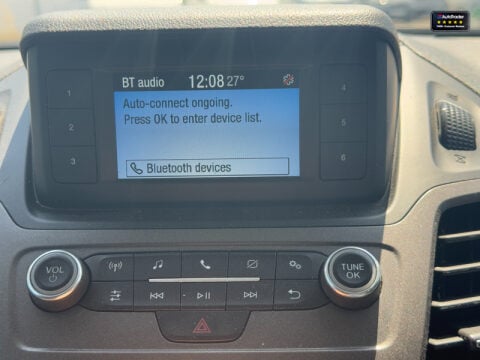 AutoTrader
BT audio 12:08 27°
Auto-connect ongoing.
Press OK to enter device list.
Bluetooth devices
1
2
3
4
5
6
VOL
TUNE
OK